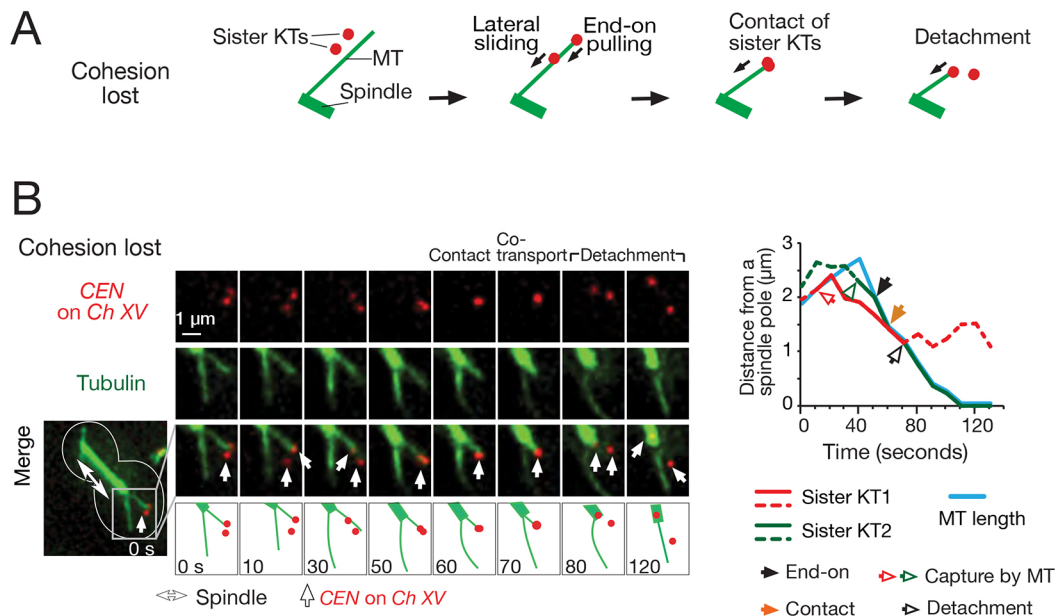 A
Cohesion
lost
Sister KTs
MT
Spindle
Lateral
sliding
End-on
pulling
Contact of
sister KTs
Detachment
B
Cohesion lost
Contact
Co-
transport
Detachment
CEN
on Ch XV
1 µm
Tubulin
Merge
0 s
0 s
10
30
50
60
70
80
120
Spindle
CEN on Ch XV
Distance from a
spindle pole (µm)
3
2
1
0
0
40
80
120
Time (seconds)
Sister KT1
Sister KT2
MT length
End-on
Capture by MT
Contact
Detachment